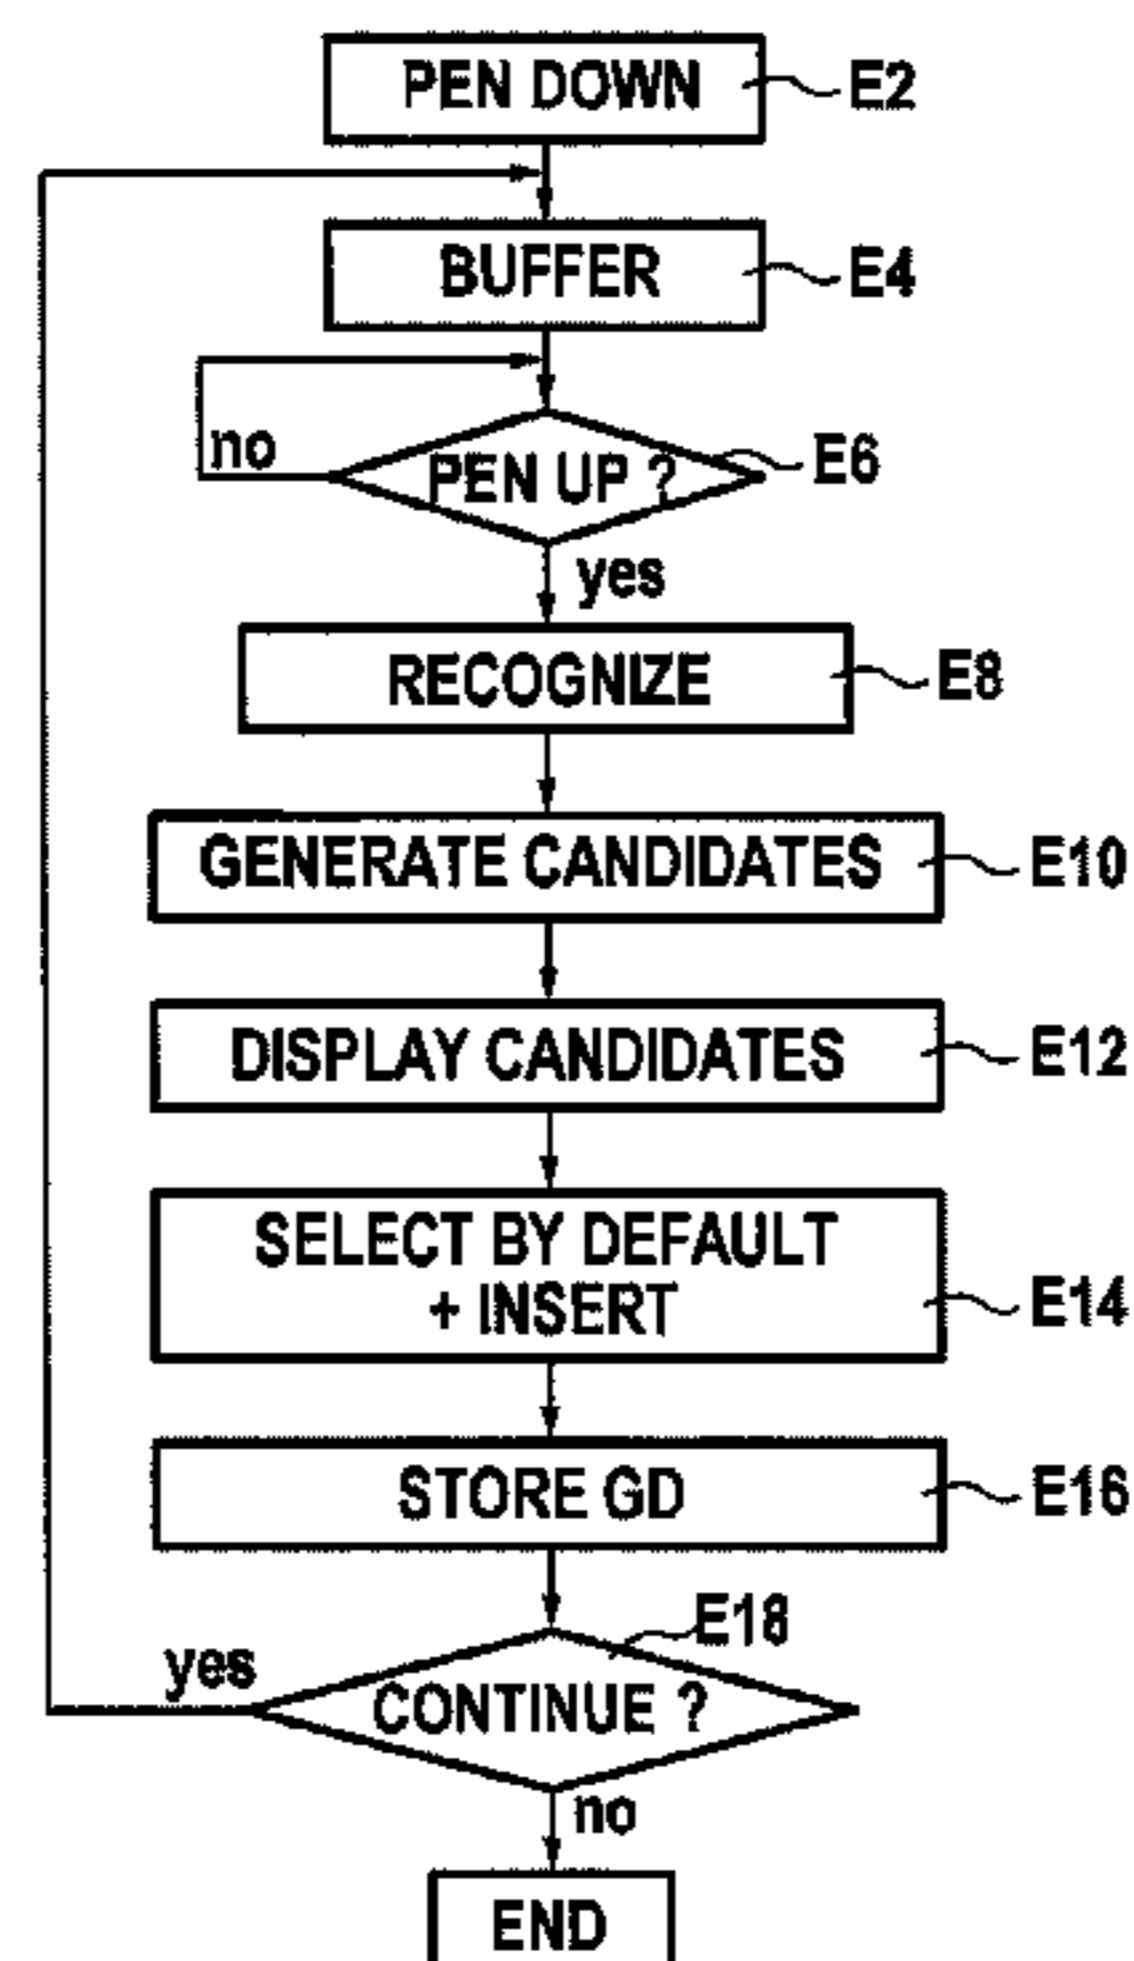 PEN DOWN E2
BUFFER E4
no
PEN UP ? E6
yes
RECOGNIZE E8
GENERATE CANDIDATES E10
DISPLAY CANDIDATES E12
SELECT BY DEFAULT
+ INSERT E14
STORE GD E16
E18
yes
CONTINUE ?
no
END